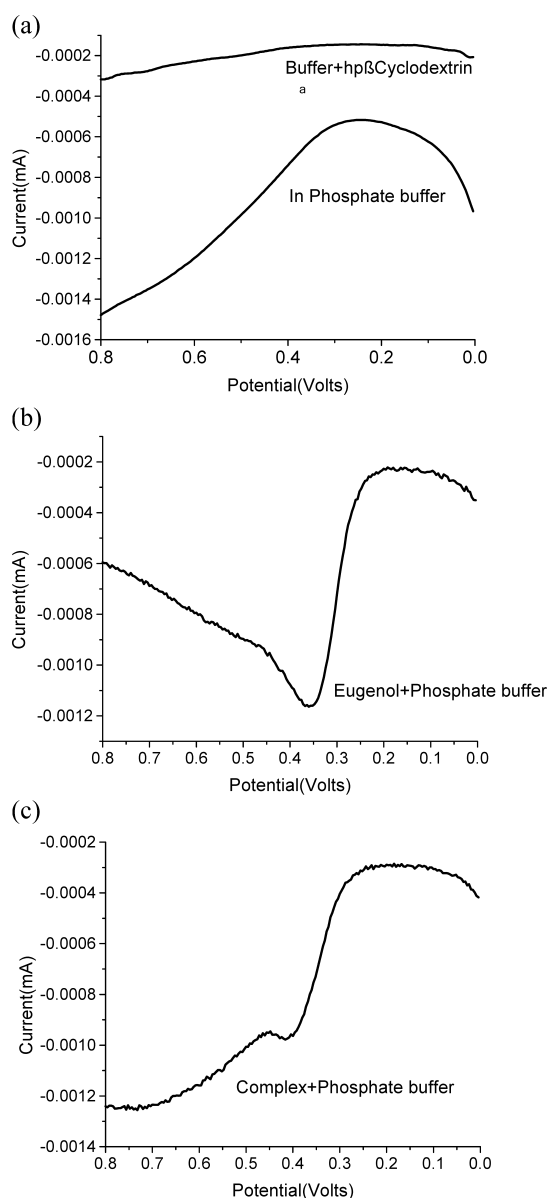 (a)
-0.0002
Buffer+hpßCyclodextrin
-0.0004
a
-0.0006
-0.0008
In Phosphate buffer
-0.0010
-0.0012
-0.0014
-0.0016
Current(mA)
0.8 0.6 0.4 0.2 0.0
Potential(Volts)
(b)
-0.0002
-0.0004
-0.0006
-0.0008
-0.0010
Eugenol+Phosphate buffer
-0.0012
Current(mA)
0.8 0.7 0.6 0.5 0.4 0.3 0.2 0.1 0.0
Potential(Volts)
(c)
-0.0002
-0.0004
-0.0006
-0.0008
-0.0010
Complex+Phosphate buffer
-0.0012
-0.0014
Current(mA)
0.8 0.7 0.6 0.5 0.4 0.3 0.2 0.1 0.0
Potential(Volts)